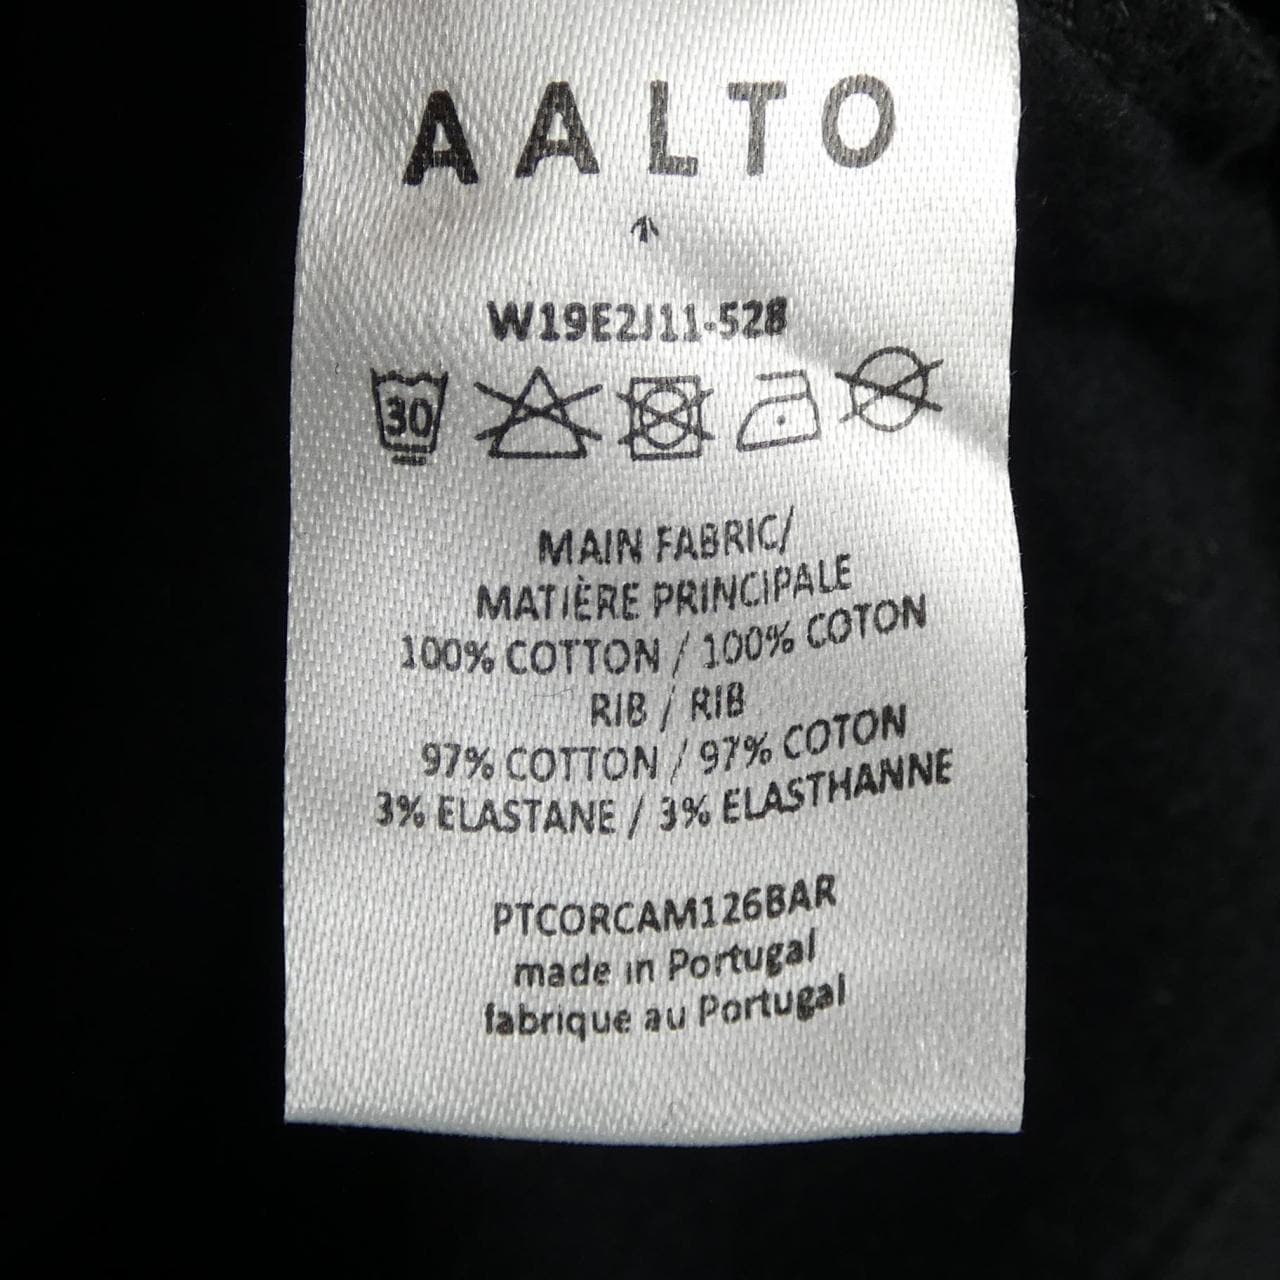 AALTO
W19E2J11-528
30
MAIN FABRIC/
MATIÈRE PRINCIPALE
100% COTTON / 100% COTON
RIB / RIB
97% COTTON / 97% COTON
3% ELASTANE / 3% ELASTHANNE
PTCORCAM126BAR
made in Portugal
fabrique au Portugal